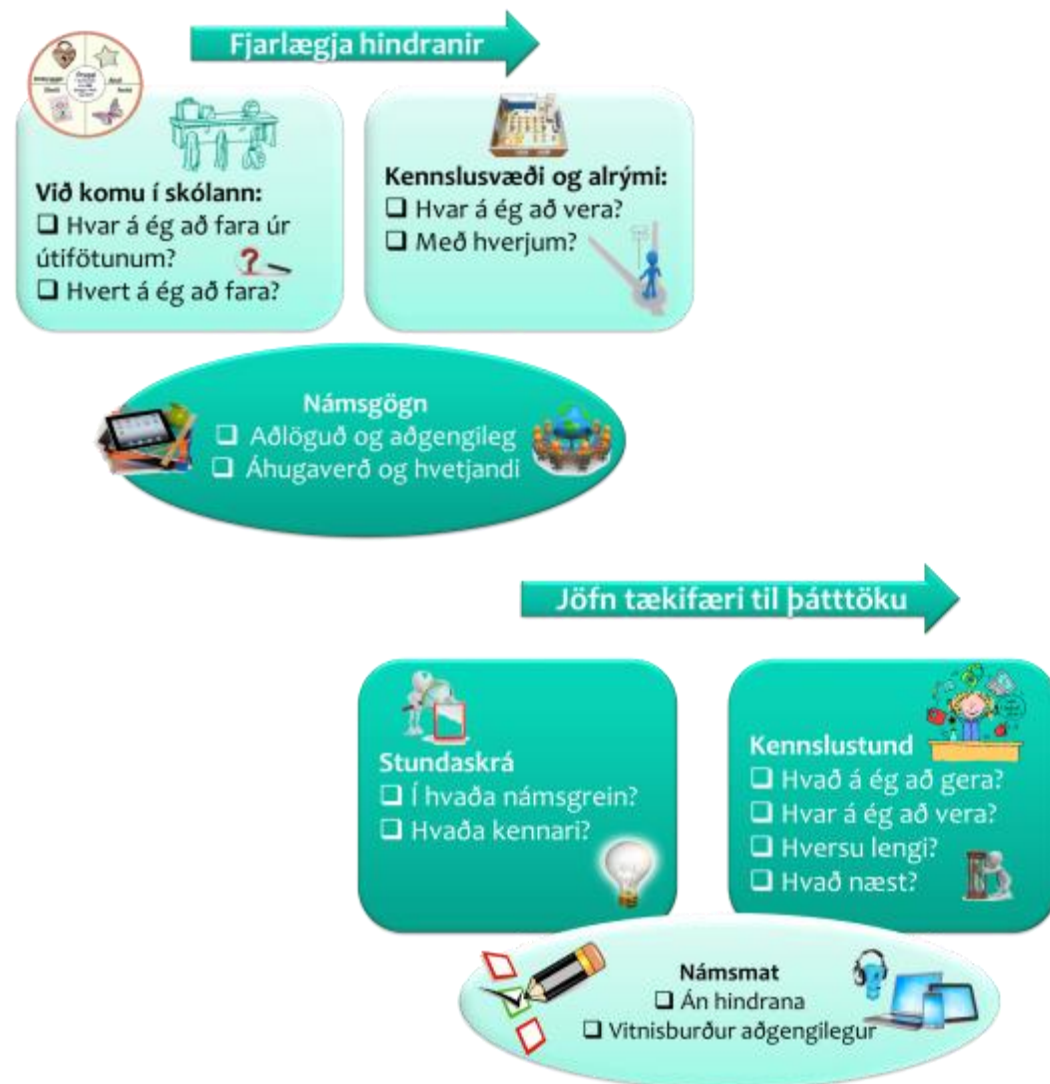 Fjarlægja hindranir
Við komu í skólann:
❑ Hvar á ég að fara úr
útifötunum?
❑ Hvert á ég að fara?
Kennslusvæði og alrými:
❑ Hvar á ég að vera?
❑ Með hverjum?
Námsgögn
❑ Aðlöguð og aðgengileg
❑ Áhugaverð og hvetjandi
Jöfn tækifæri til þátttöku
Stundaskrá
❑ Í hvaða námsgrein?
❑ Hvaða kennari?
Kennslustund
❑ Hvað á ég að gera?
❑ Hvar á ég að vera?
❑ Hversu lengi?
❑ Hvað næst?
Námsmat
❑ Án hindrana
❑ Vitnisburður aðgengilegur